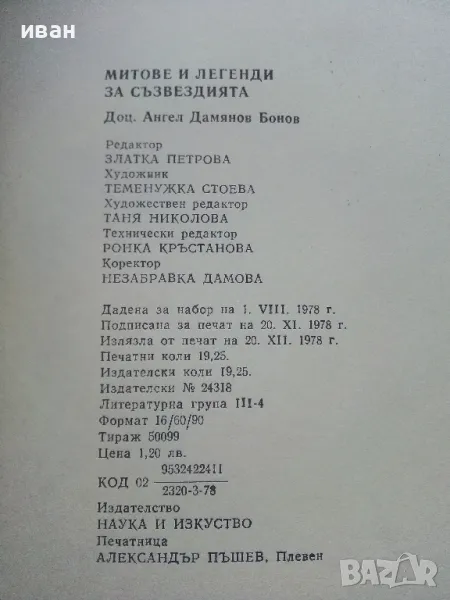 иван
МИТОВЕ И ЛЕГЕНДИ
ЗА СЪЗВЕЗДИЯТА
Доц. Ангел Дамянов Бонов
Редактор
ЗЛАТКА ПЕТРОВА
Художник
ТЕМЕНУЖКА СТОЕВА
Художествен редактор
ТАНЯ НИКОЛОВА
Технически редактор
РОНКА КРЪСТАНОВА
Коректор
НЕЗАБРАВКА ДАМОВА
Дадена за набор на 1. VIII. 1978 г.
Подписана за печат на 20. XI. 1978 г.
Излязла от печат на 20. XII. 1978 г.
Печатни коли 19,25.
Издателски коли 19,25.
Издателски № 24318
Литературна група III-4
Формат 16/60/90
Тираж 50099
Цена 1,20 лв.
9532422411
КОД 02
2320-3-78
Издателство
НАУКА И ИЗКУСТВО
Печатница
АЛЕКСАНДЪР ПЪШЕВ, Плевен
BAZAR.bg